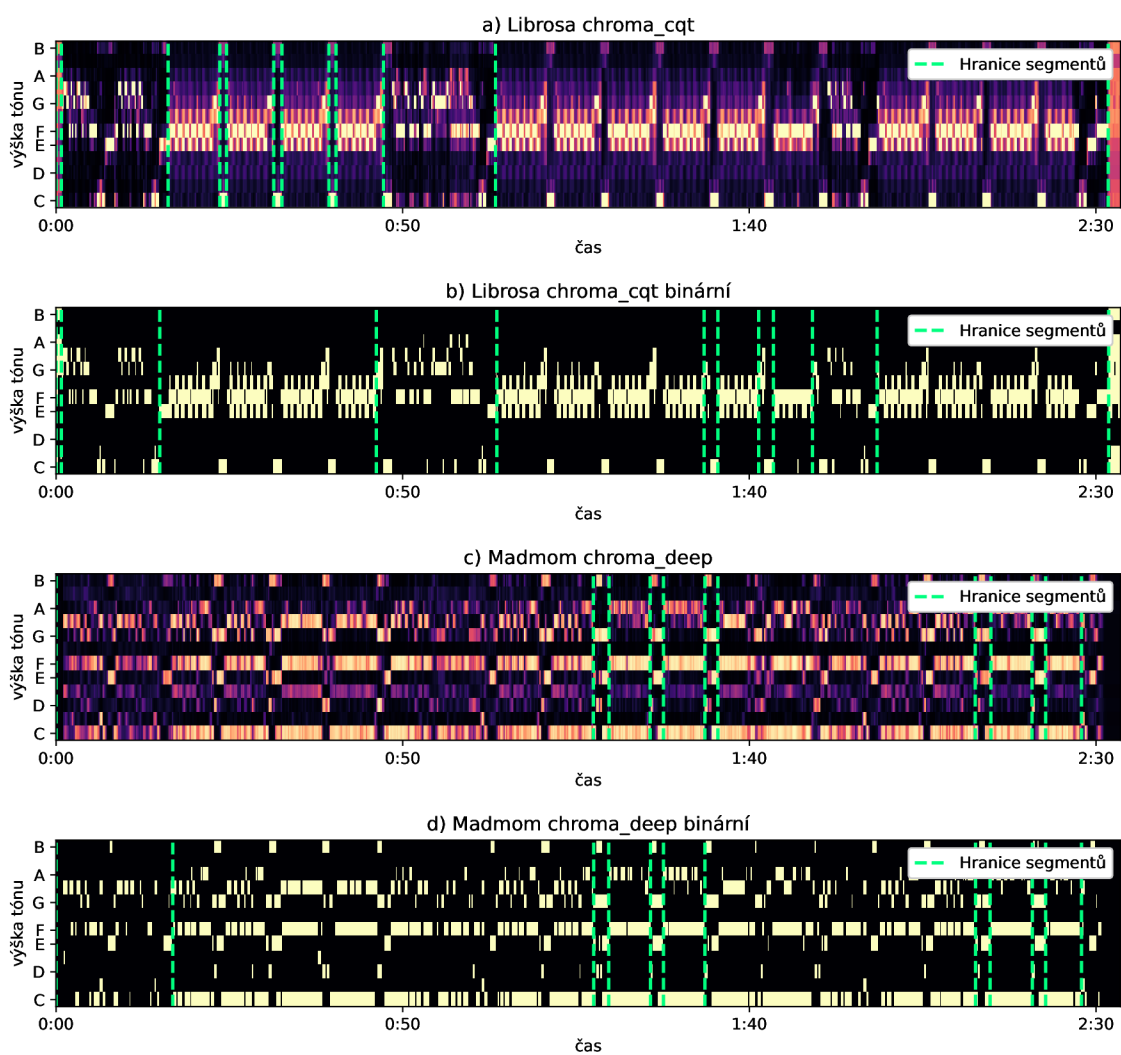 a) Librosa chroma_cqt
Hranice segmentů
výška tónu
B
A
G
F
E
D
C
0:00
0:50
1:40
2:30
čas
b) Librosa chroma_cqt binární
Hranice segmentů
výška tónu
B
A
G
F
E
D
C
0:00
0:50
1:40
2:30
čas
c) Madmom chroma_deep
Hranice segmentů
výška tónu
B
A
G
F
E
D
C
0:00
0:50
1:40
2:30
čas
d) Madmom chroma_deep binární
Hranice segmentů
výška tónu
B
A
G
F
E
D
C
0:00
0:50
1:40
2:30
čas